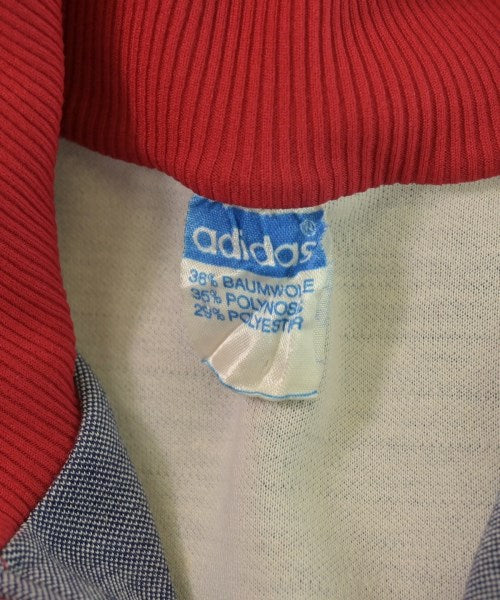 adidas®
36% BAUMWOLLE
35% POLYNOSIC
29% POLYESTER